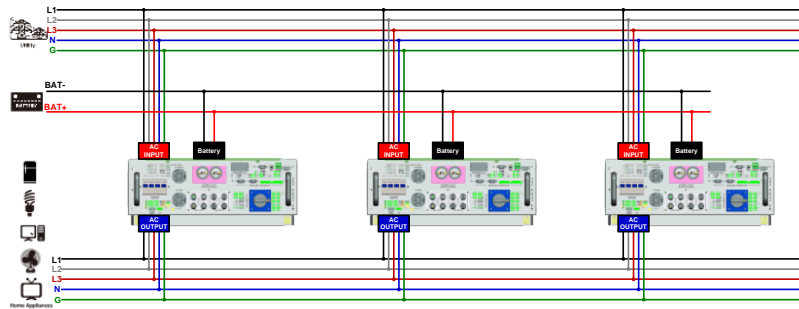 L1
L2
L3
N
G
Utility
BAT-
BATTERY
BAT+
AC INPUT Battery AC INPUT Battery AC INPUT Battery
AC OUTPUT AC OUTPUT AC OUTPUT
L1
L2
L3
N
G
Home Appliances